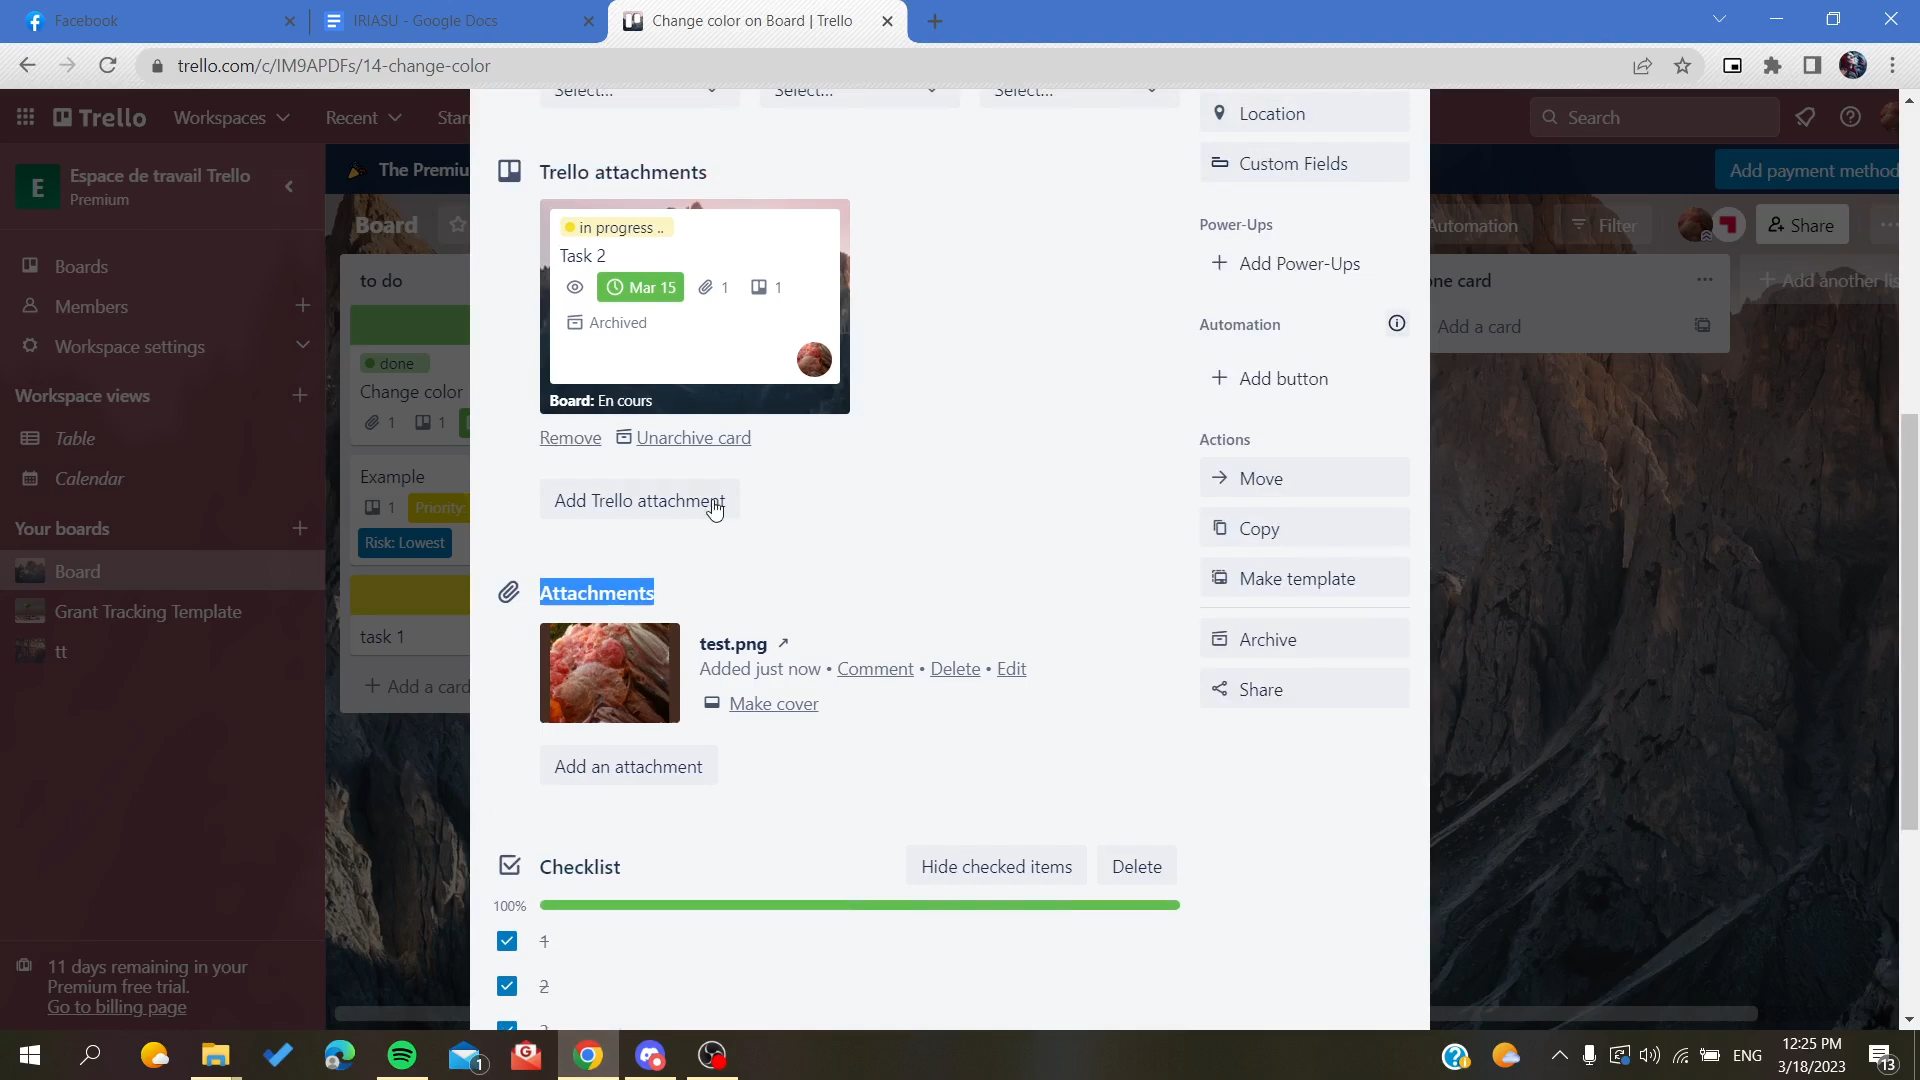 Facebook
IRIASU - Google Docs
Change color on Board | Trello
trello.com/c/IM9APDFs/14-change-color
Trello
Workspaces
Recent
Search
E
Espace de travail Trello
Premium
Boards
Members
Workspace settings
Workspace views
Table
Calendar
Your boards
Board
Grant Tracking Template
tt
11 days remaining in your
Premium free trial.
Go to billing page
The Premiu
Add payment method
Board
Automation
Filter
Share
to do
done
Change color
1
1
Example
1
Priority:
Risk: Lowest
task 1
Add a card
Select...
Select...
Select...
Trello attachments
in progress ..
Task 2
Mar 15
1
1
Archived
Board: En cours
Remove
Unarchive card
Add Trello attachment
Attachments
test.png
Added just now • Comment • Delete • Edit
Make cover
Add an attachment
Checklist
Hide checked items
Delete
100%
1
2
Location
Custom Fields
Power-Ups
Add Power-Ups
Automation
Add button
Actions
Move
Copy
Make template
Archive
Share
ne card
Add a card
Add another lis
1
ENG
12:25 PM
3/18/2023
13